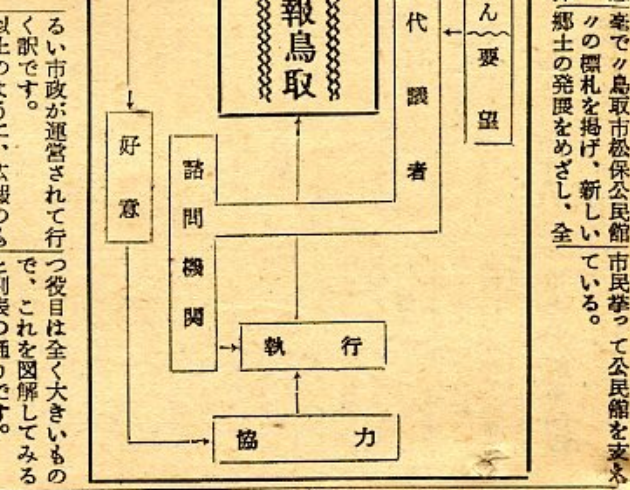 毫で〃鳥取市松保公民館
〃の標札を掲げ、新しい
郷土の発展をめざし、全
市民挙って公民館を支え
ている。
ん要望
代議者
報鳥取
諮問機関
好意
執行
協力
るい市政が運営されて行
く訳です。
つ役目は全く大きいもの
で、これを図解してみる